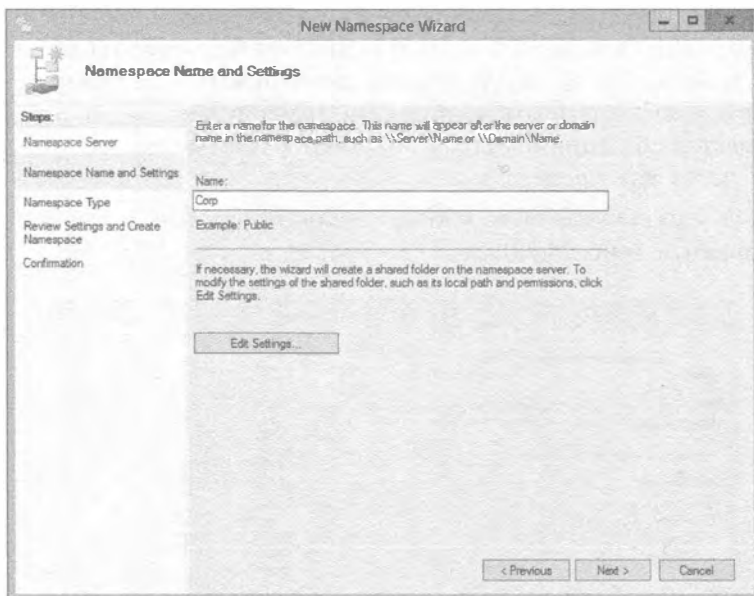 New Namespace Wizard
Namespace Name and Settings
Steps:
Namespace Server
Namespace Name and Settings
Namespace Type
Review Settings and Create
Namespace
Confirmation
Enter a name for the namespace. This name will appear after the server or domain
name in the namespace path, such as \\Server\Name or \\Domain\Name.
Name:
Corp
Example: Public
If necessary, the wizard will create a shared folder on the namespace server. To
modify the settings of the shared folder, such as its local path and permissions, click
Edit Settings.
Edit Settings...
< Previous
Next >
Cancel